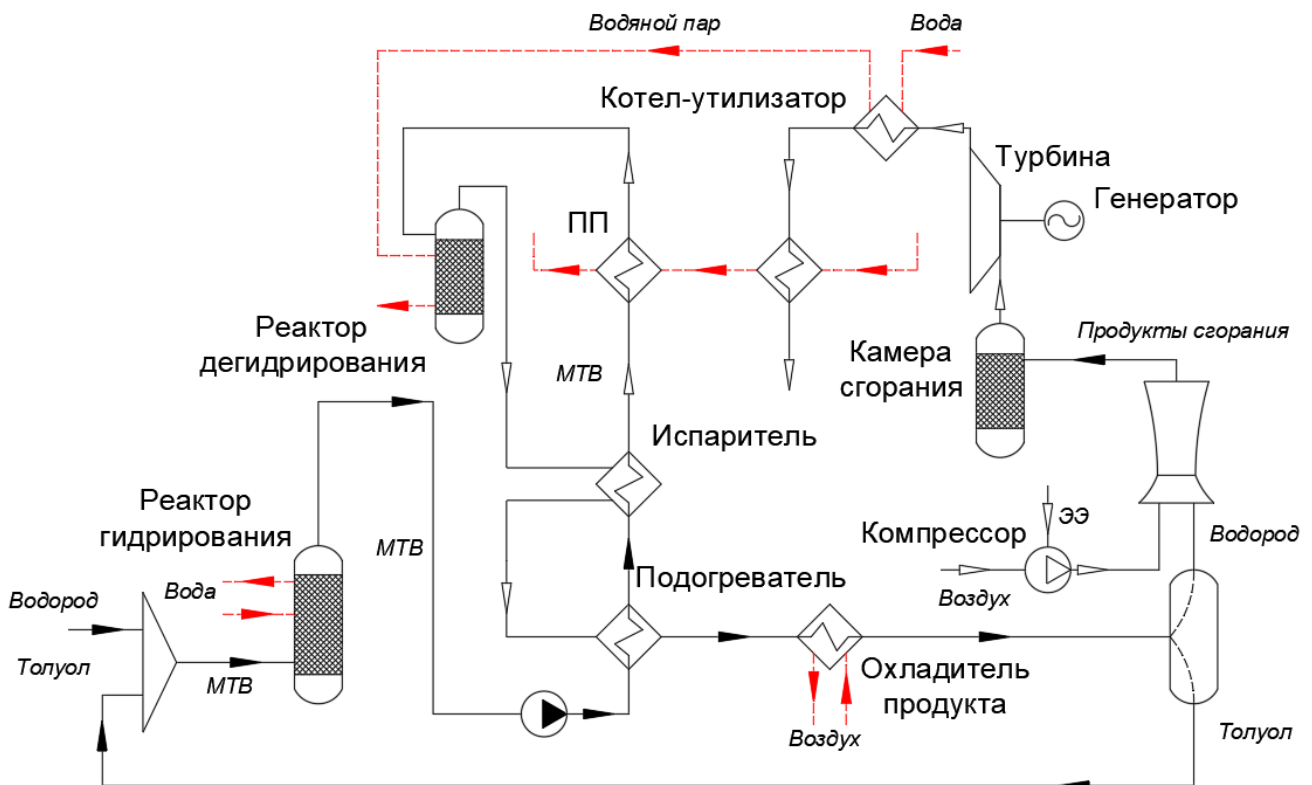 Водяной пар
Вода
Котел-утилизатор
Турбина
Генератор
ПП
Реактор
дегидрирования
Камера
сгорания
Продукты сгорания
МТВ
Испаритель
Реактор
гидрирования
МТВ
Компрессор
ЭЭ
Водород
Вода
Подогреватель
Воздух
Водород
Толуол
МТВ
Охладитель
продукта
Воздух
Толуол